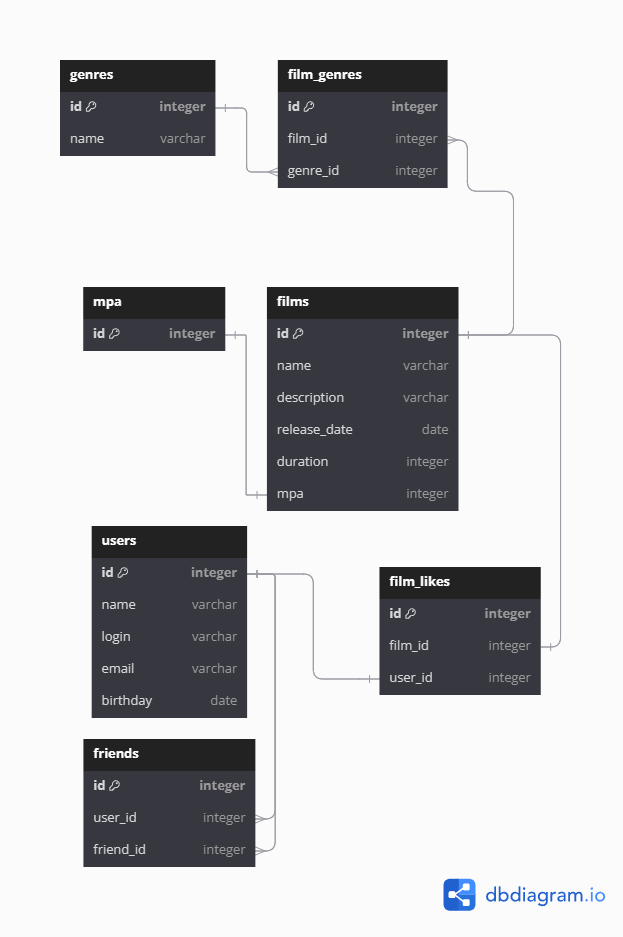 genres
id integer
name varchar
film_genres
id integer
film_id integer
genre_id integer
mpa
id integer
films
id integer
name varchar
description varchar
release_date date
duration integer
mpa integer
users
id integer
name varchar
login varchar
email varchar
birthday date
film_likes
id integer
film_id integer
user_id integer
friends
id integer
user_id integer
friend_id integer
dbdiagram.io